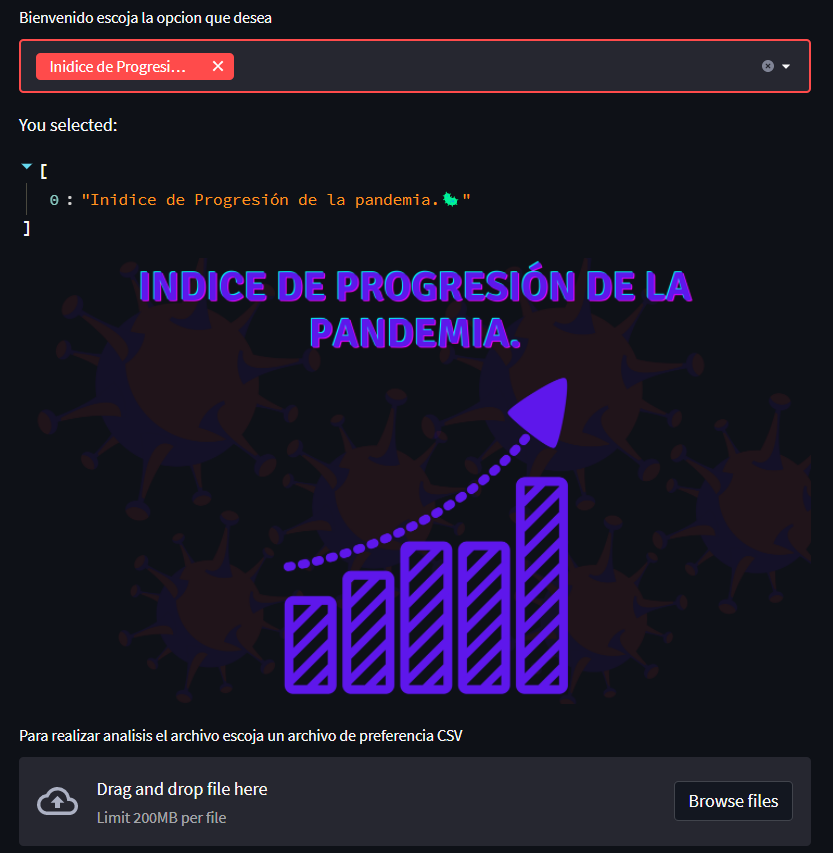 Bienvenido escoja la opcion que desea
Inidice de Progresi...
You selected:
[
0 : "Inidice de Progresión de la pandemia.🦠"
]
INDICE DE PROGRESIÓN DE LA
PANDEMIA.
Para realizar analisis el archivo escoja un archivo de preferencia CSV
Drag and drop file here
Limit 200MB per file
Browse files